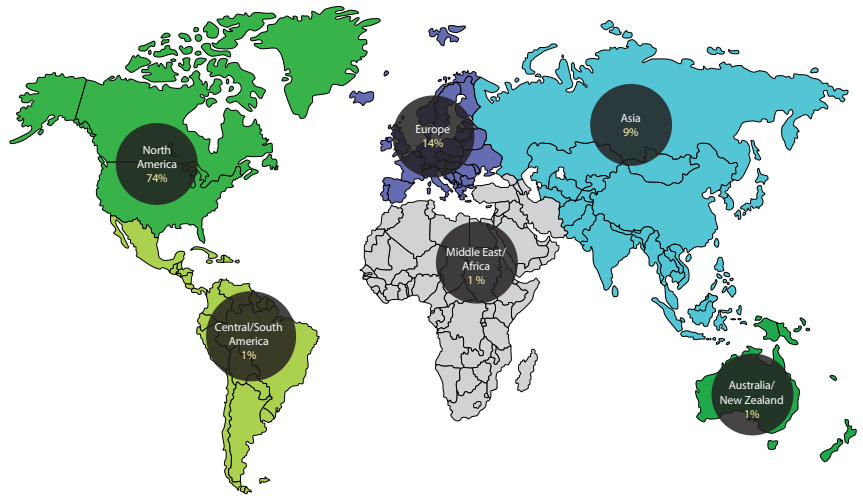 North
America
74%
Europe
14%
Asia
9%
Middle East/
Africa
1 %
Central/South
America
1%
Australia/
New Zealand
1%